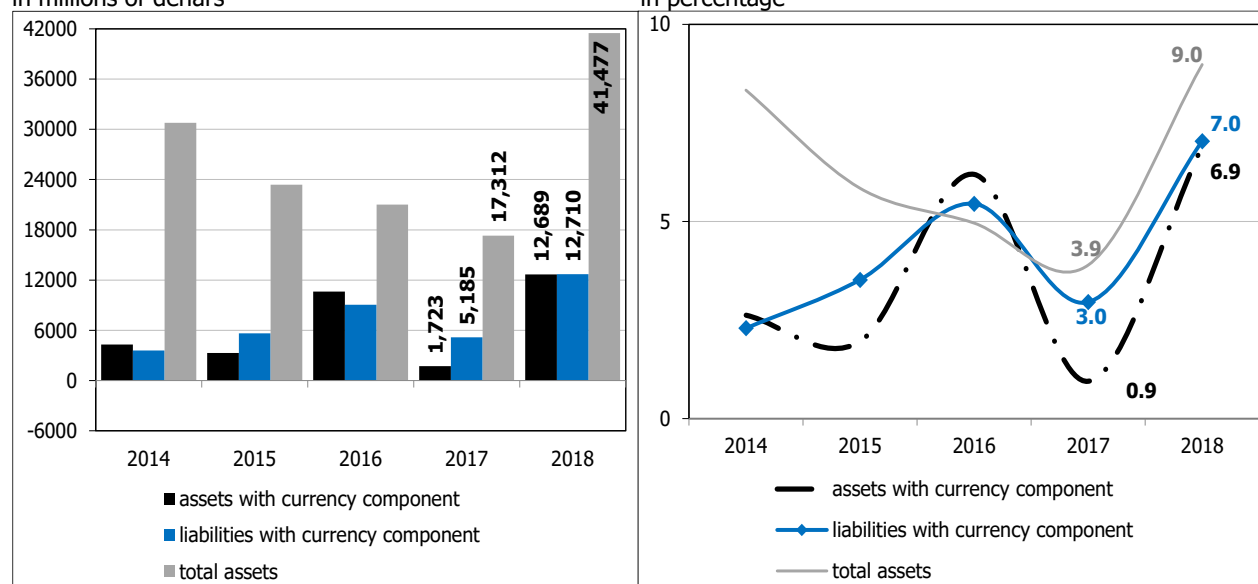 in millions of denars
42000
36000
30000
24000
18000
12000
6000
0
-6000
1,723
5,185
17,312
12,689
12,710
41,477
2014 2015 2016 2017 2018
assets with currency component
liabilities with currency component
total assets
in percentage
10
5
0
9.0
7.0
6.9
3.9
3.0
0.9
2014 2015 2016 2017 2018
assets with currency component
liabilities with currency component
total assets